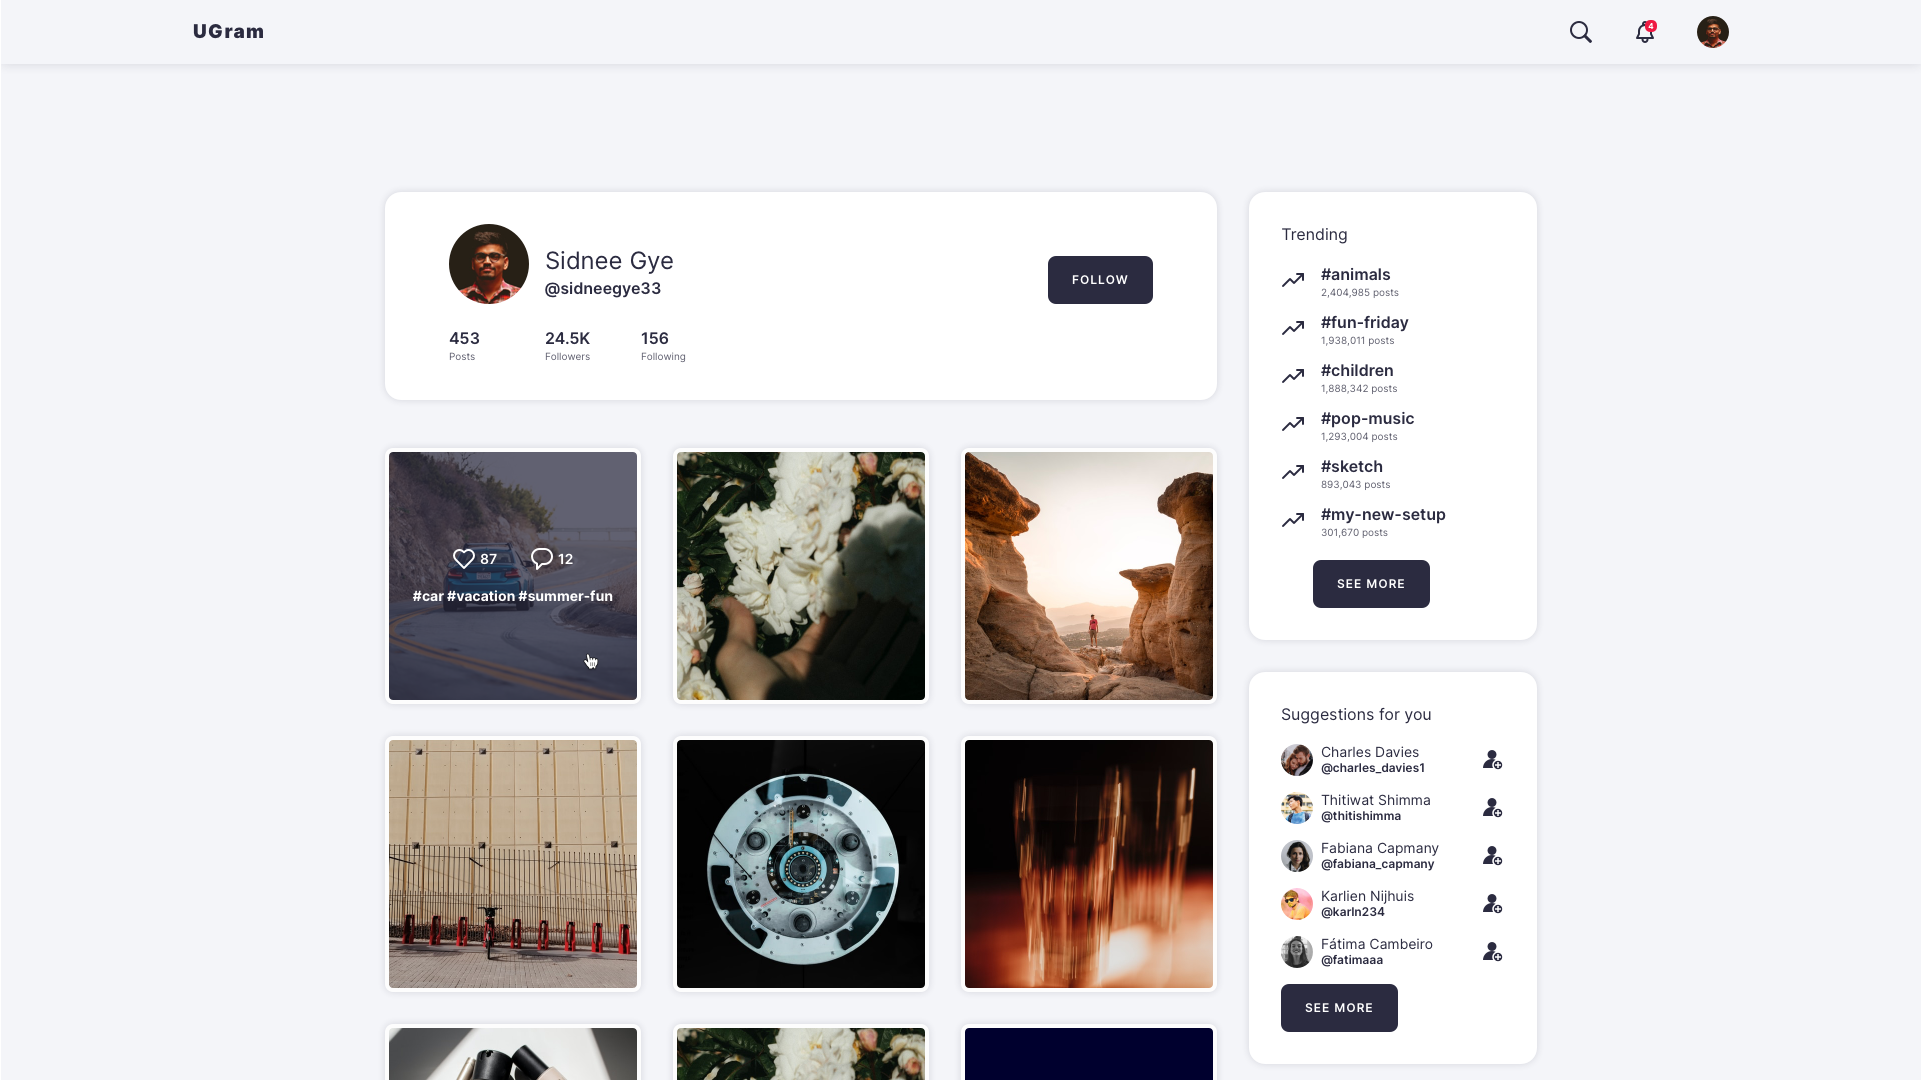 UGram
4
Sidnee Gye
@sidneegye33
FOLLOW
453
Posts
24.5K
Followers
156
Following
87
12
#car #vacation #summer-fun
Trending
#animals
2,404,985 posts
#fun-friday
1,938,011 posts
#children
1,888,342 posts
#pop-music
1,293,004 posts
#sketch
893,043 posts
#my-new-setup
301,670 posts
SEE MORE
Suggestions for you
Charles Davies
@charles_davies1
Thitiwat Shimma
@thitishimma
Fabiana Capmany
@fabiana_capmany
Karlien Nijhuis
@karln234
Fátima Cambeiro
@fatimaaa
SEE MORE